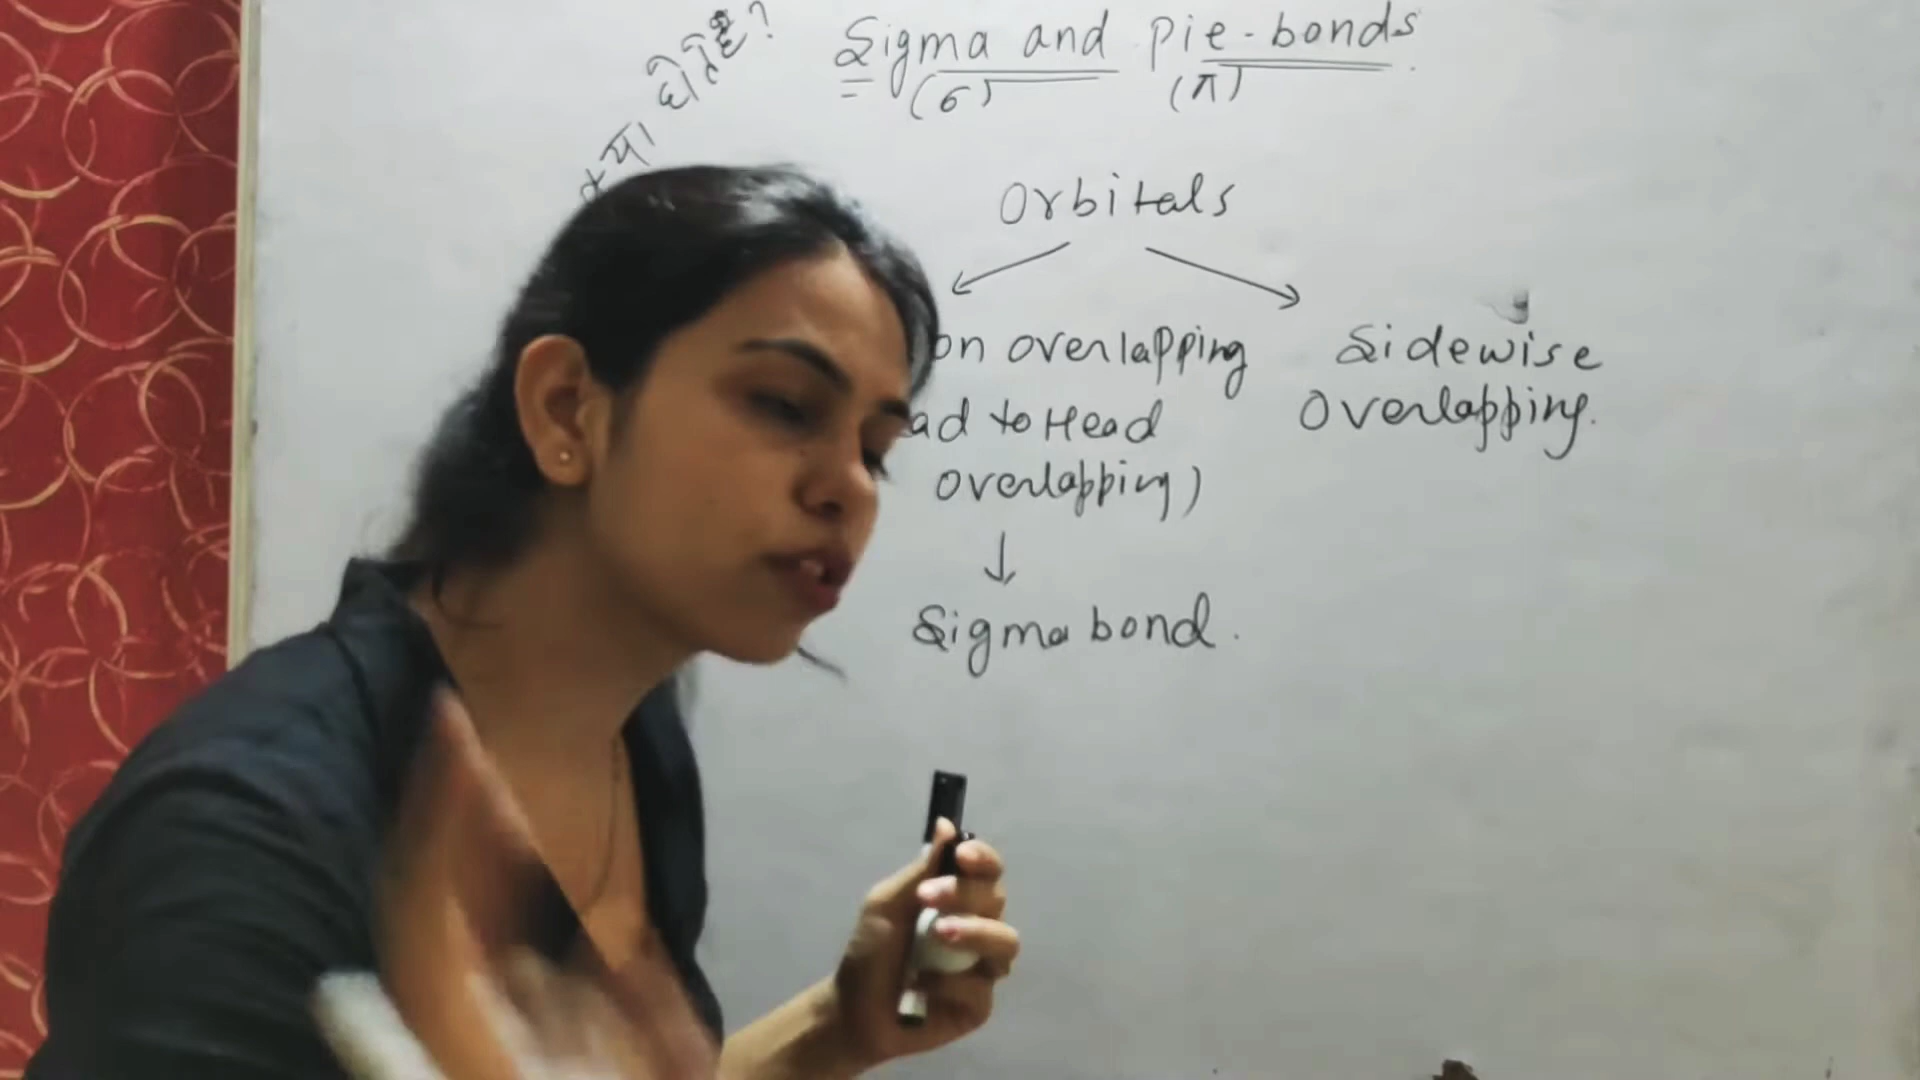 क्या होते है?
Sigma and Pie-bonds.
(σ) (π)
Orbitals
on overlapping
ad to Head
overlapping)
Sidewise
Overlapping.
Sigma bond.